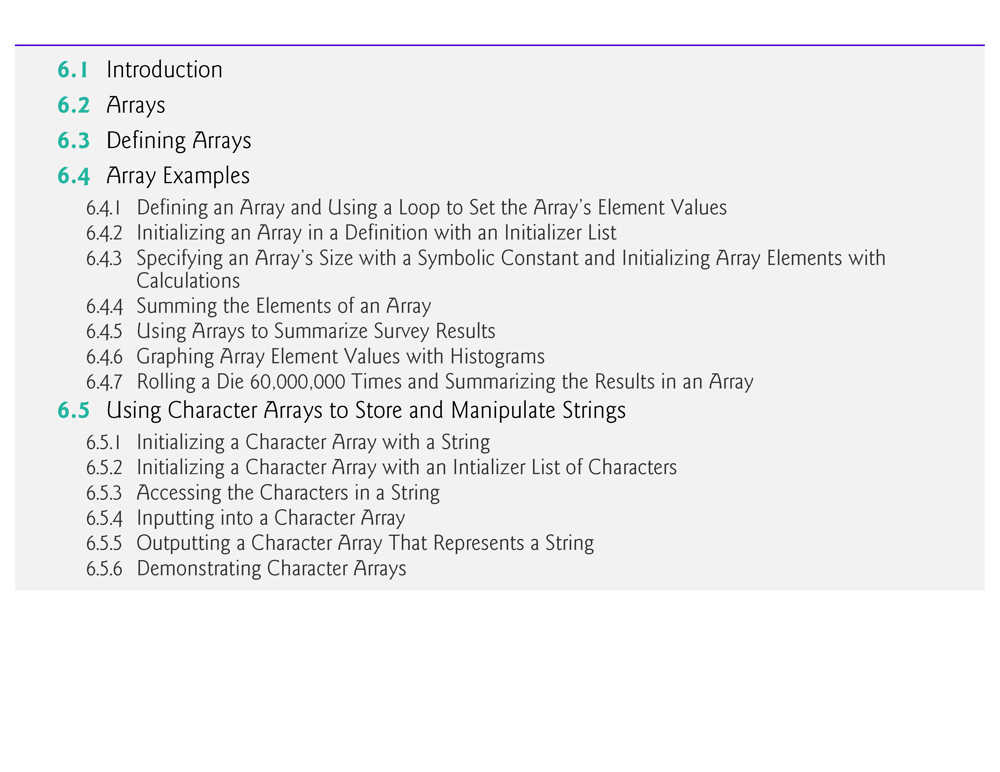 6.1 Introduction
6.2 Arrays
6.3 Defining Arrays
6.4 Array Examples
6.4.1 Defining an Array and Using a Loop to Set the Array’s Element Values
6.4.2 Initializing an Array in a Definition with an Initializer List
6.4.3 Specifying an Array’s Size with a Symbolic Constant and Initializing Array Elements with
Calculations
6.4.4 Summing the Elements of an Array
6.4.5 Using Arrays to Summarize Survey Results
6.4.6 Graphing Array Element Values with Histograms
6.4.7 Rolling a Die 60,000,000 Times and Summarizing the Results in an Array
6.5 Using Character Arrays to Store and Manipulate Strings
6.5.1 Initializing a Character Array with a String
6.5.2 Initializing a Character Array with an Intializer List of Characters
6.5.3 Accessing the Characters in a String
6.5.4 Inputting into a Character Array
6.5.5 Outputting a Character Array That Represents a String
6.5.6 Demonstrating Character Arrays